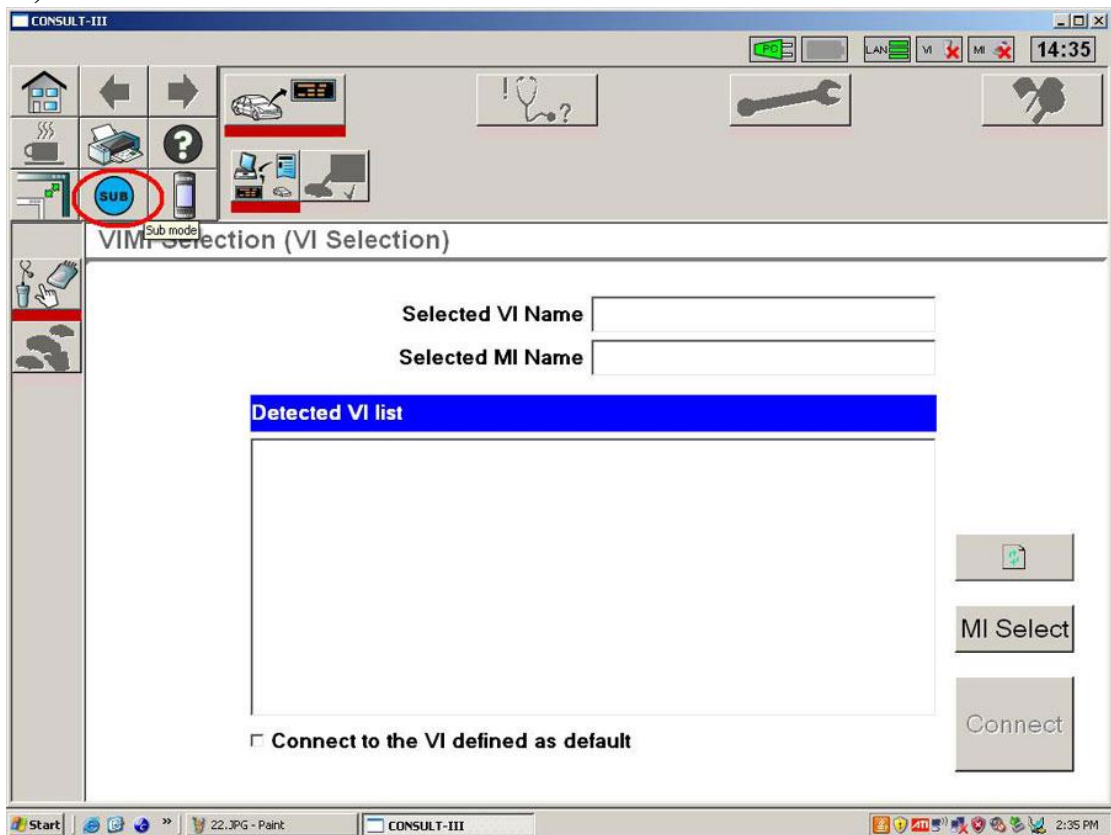 CONSULT-III
PC LAN VI MI 14:35
! ?
?
SUB
Sub mode
VIMI Selection (VI Selection)
Selected VI Name
Selected MI Name
Detected VI list
MI Select
Connect
Connect to the VI defined as default
Start » 22.JPG - Paint CONSULT-III ATI 2:35 PM